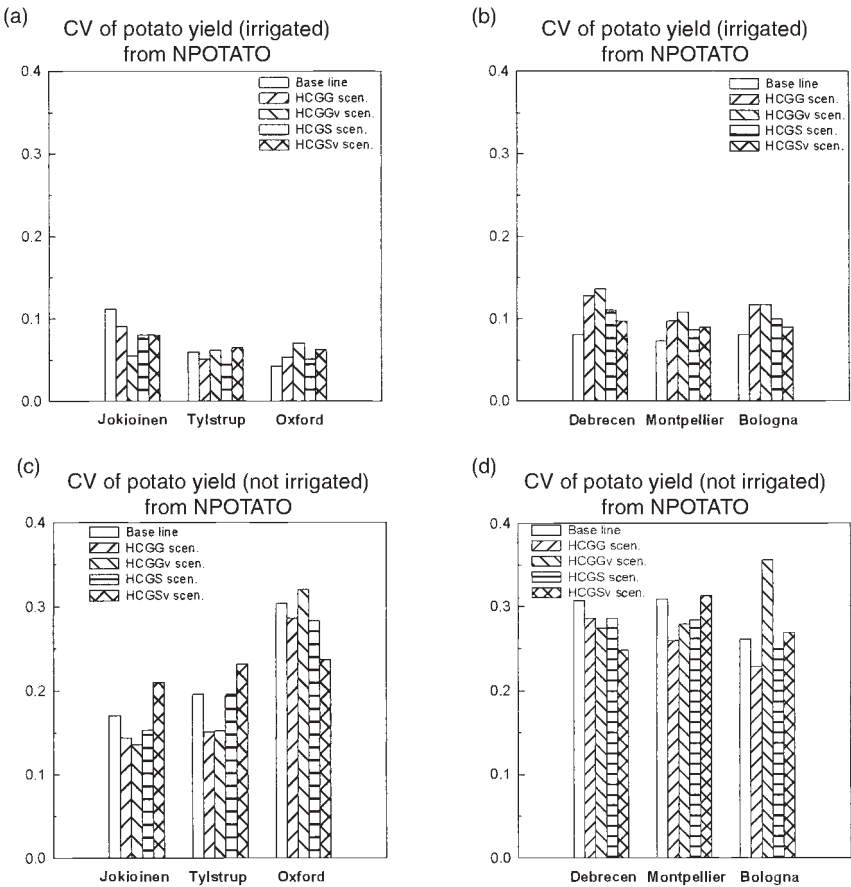 (a)
CV of potato yield (irrigated)
from NPOTATO
0.4
0.3
0.2
0.1
0.0
Base line
HCGG scen.
HCGGv scen.
HCGS scen.
HCGSv scen.
Jokioinen Tylstrup Oxford
(b)
CV of potato yield (irrigated)
from NPOTATO
0.4
0.3
0.2
0.1
0.0
Base line
HCGG scen.
HCGGv scen.
HCGS scen.
HCGSv scen.
Debrecen Montpellier Bologna
(c)
CV of potato yield (not irrigated)
from NPOTATO
0.4
0.3
0.2
0.1
0.0
Base line
HCGG scen.
HCGGv scen.
HCGS scen.
HCGSv scen.
Jokioinen Tylstrup Oxford
(d)
CV of potato yield (not irrigated)
from NPOTATO
0.4
0.3
0.2
0.1
0.0
Base line
HCGG scen.
HCGGv scen.
HCGS scen.
HCGSv scen.
Debrecen Montpellier Bologna